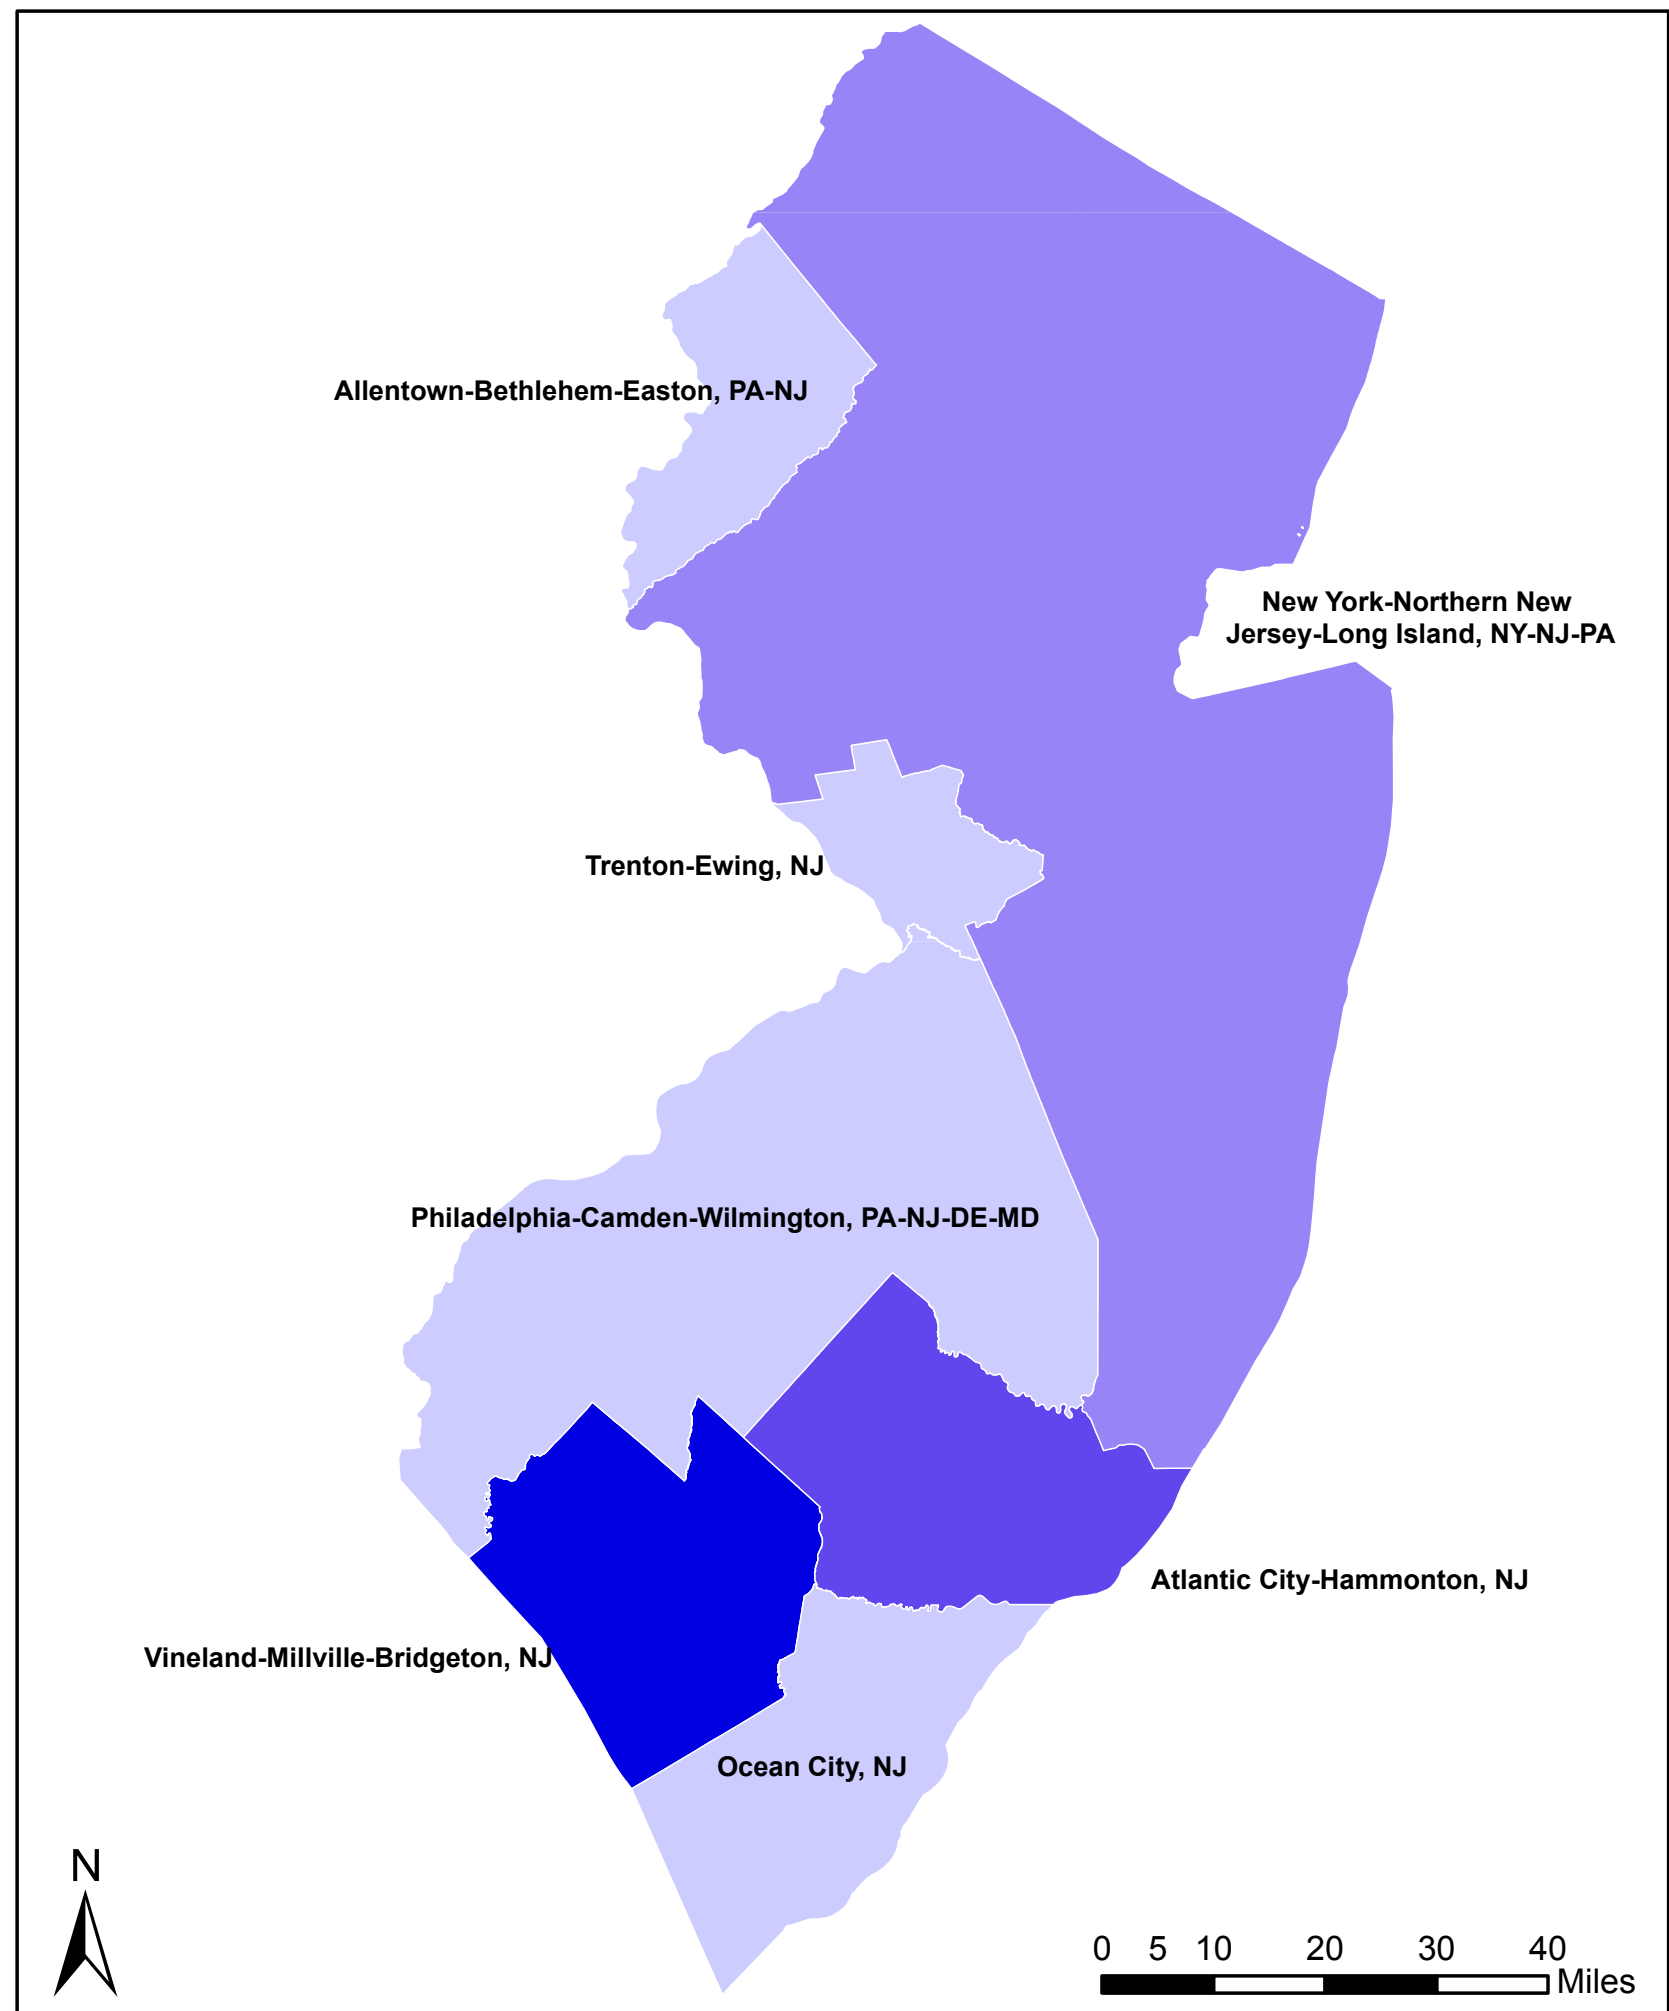 Allentown-Bethlehem-Easton, PA-NJ
New York-Northern New
Jersey-Long Island, NY-NJ-PA
Trenton-Ewing, NJ
Philadelphia-Camden-Wilmington, PA-NJ-DE-MD
Atlantic City-Hammonton, NJ
Vineland-Millville-Bridgeton, NJ
Ocean City, NJ
N
0 5 10 20 30 40
Miles